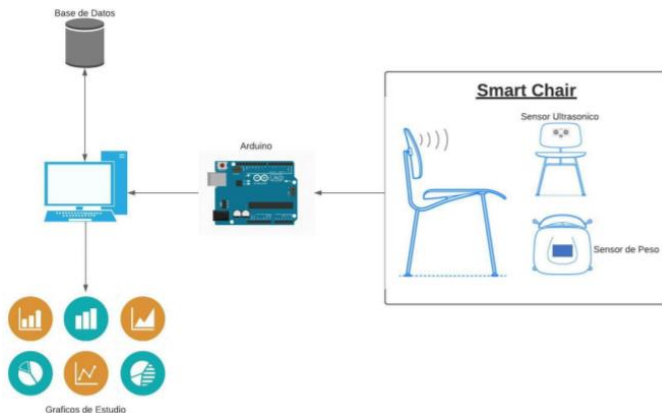 Base de Datos
Smart Chair
Sensor Ultrasonico
Arduino
Sensor de Peso
Graficos de Estudio